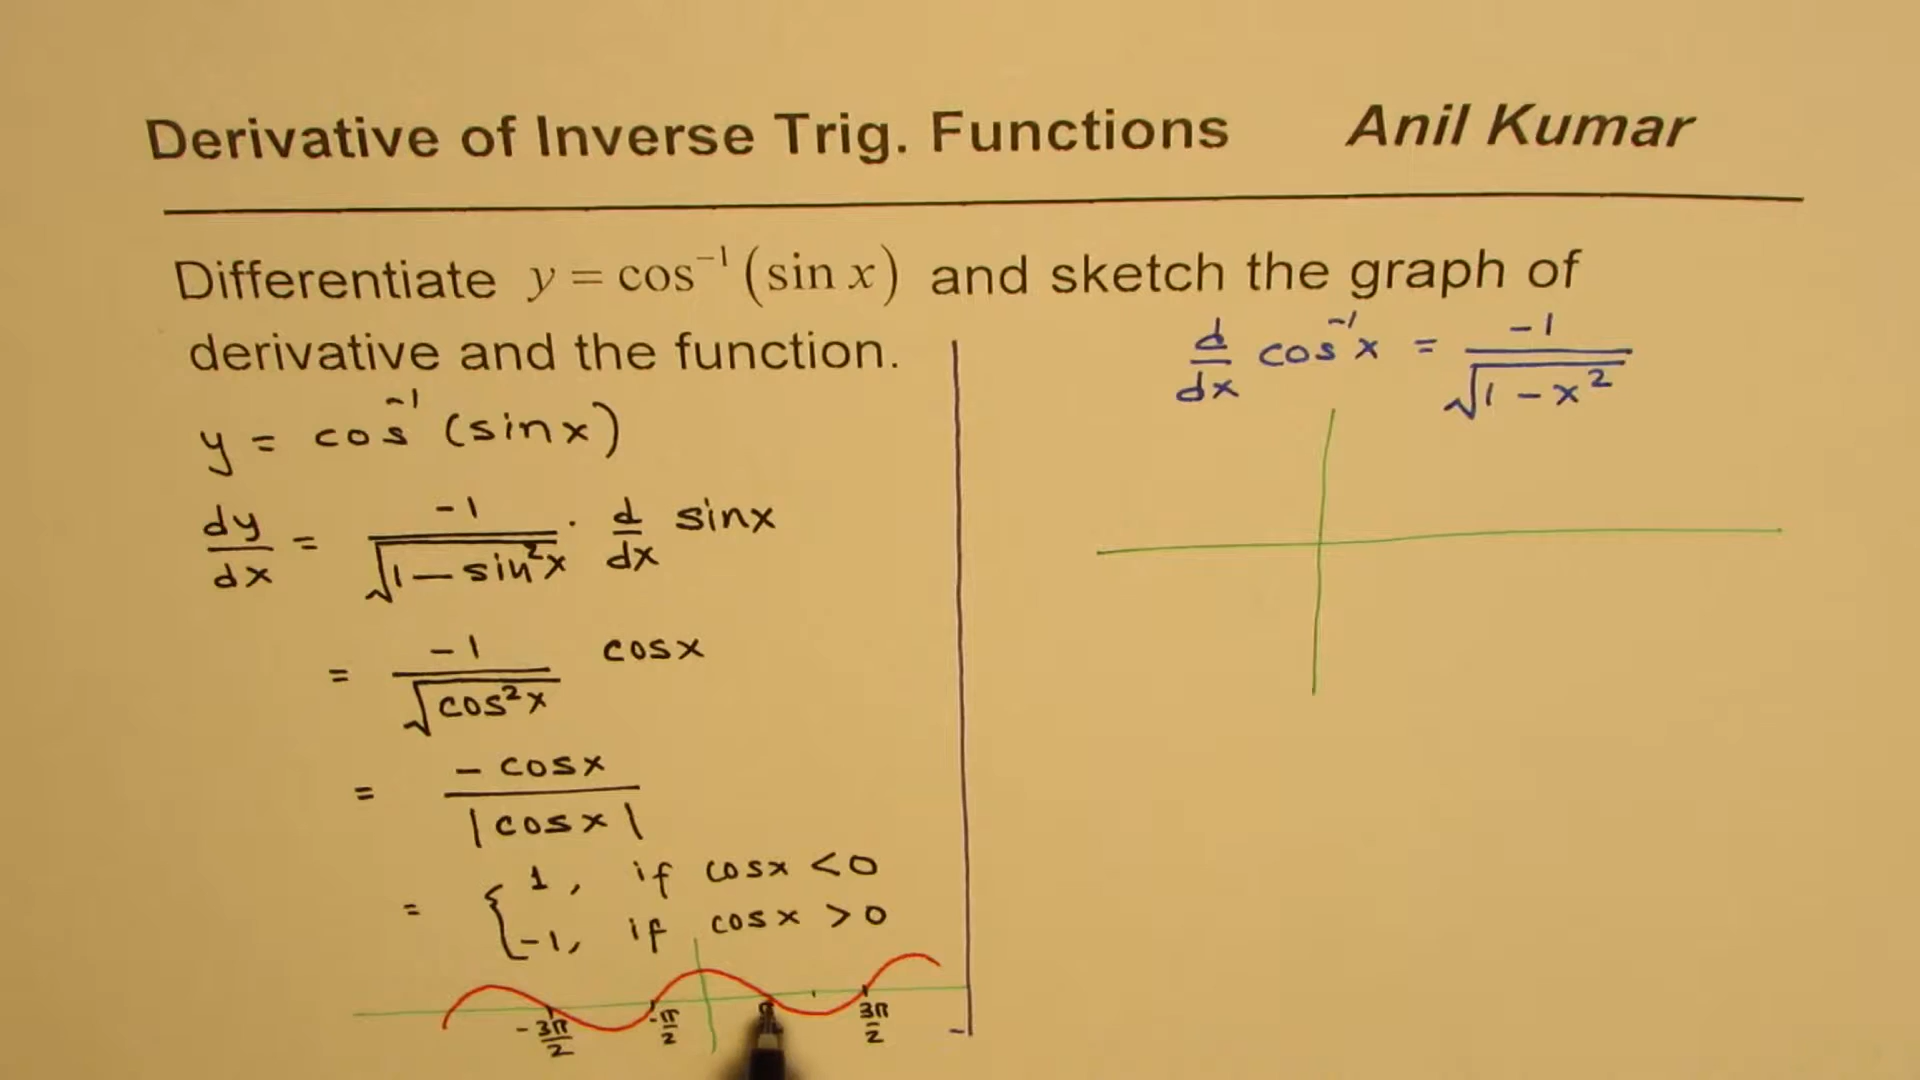 Derivative of Inverse Trig. Functions Anil Kumar
Differentiate y = cos⁻¹ (sin x) and sketch the graph of
derivative and the function.
y = cos⁻¹ (sinx)
dy/dx = -1/√(1 - sin²x) · d/dx sinx
= -1/√(cos²x) cosx
= - cosx / |cosx|
= { 1, if cosx < 0
-1, if cosx > 0
-3π/2 -π/2 3π/2
d/dx cos⁻¹x = -1/√(1 - x²)